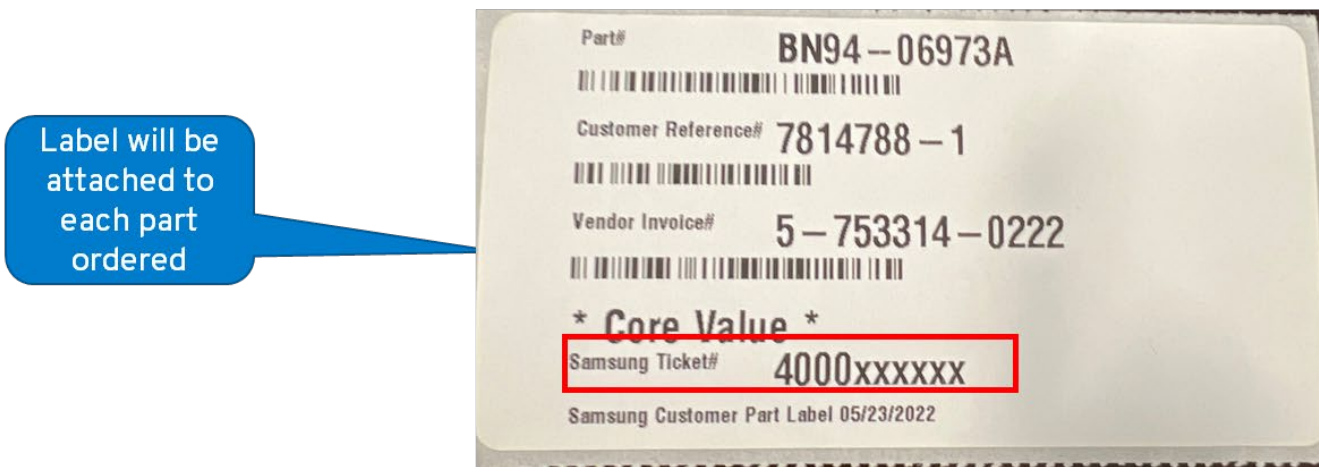 Label will be
attached to
each part
ordered
Part# BN94-06973A
Customer Reference# 7814788-1
Vendor Invoice# 5-753314-0222
* Core Value *
Samsung Ticket# 4000xxxxxx
Samsung Customer Part Label 05/23/2022